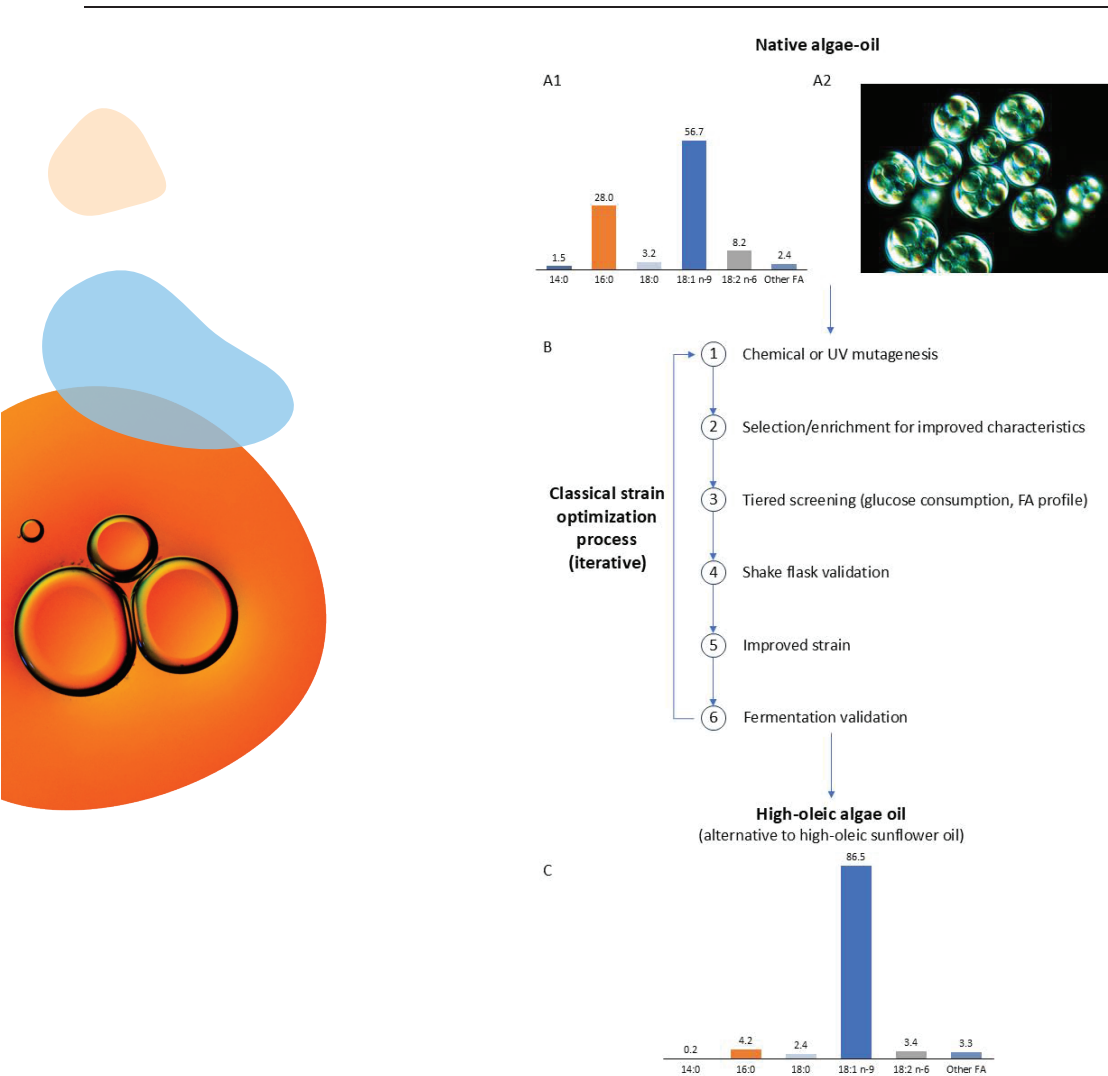 Native algae-oil
A1
A2
56.7
28.0
8.2
3.2
2.4
1.5
14:0 16:0 18:0 18:1 n-9 18:2 n-6 Other FA
B
1 Chemical or UV mutagenesis
2 Selection/enrichment for improved characteristics
Classical strain
optimization
process
(iterative)
3 Tiered screening (glucose consumption, FA profile)
4 Shake flask validation
5 Improved strain
6 Fermentation validation
High-oleic algae oil
(alternative to high-oleic sunflower oil)
C
86.5
0.2 4.2 2.4 3.4 3.3
14:0 16:0 18:0 18:1 n-9 18:2 n-6 Other FA